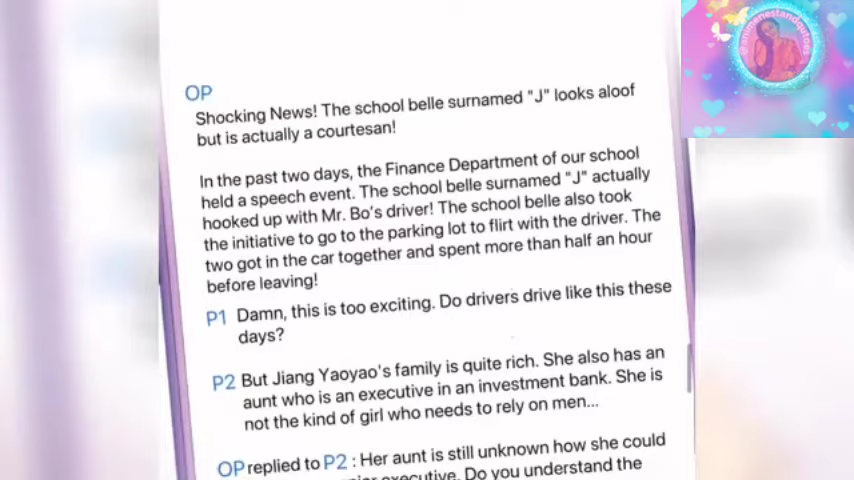 @animenestandqutoes
OP
Shocking News! The school belle surnamed "J" looks aloof
but is actually a courtesan!
In the past two days, the Finance Department of our school
held a speech event. The school belle surnamed "J" actually
hooked up with Mr. Bo's driver! The school belle also took
the initiative to go to the parking lot to flirt with the driver. The
two got in the car together and spent more than half an hour
before leaving!
P1 Damn, this is too exciting. Do drivers drive like this these
days?
P2 But Jiang Yaoyao's family is quite rich. She also has an
aunt who is an executive in an investment bank. She is
not the kind of girl who needs to rely on men...
OP replied to P2 : Her aunt is still unknown how she could
executive. Do you understand the